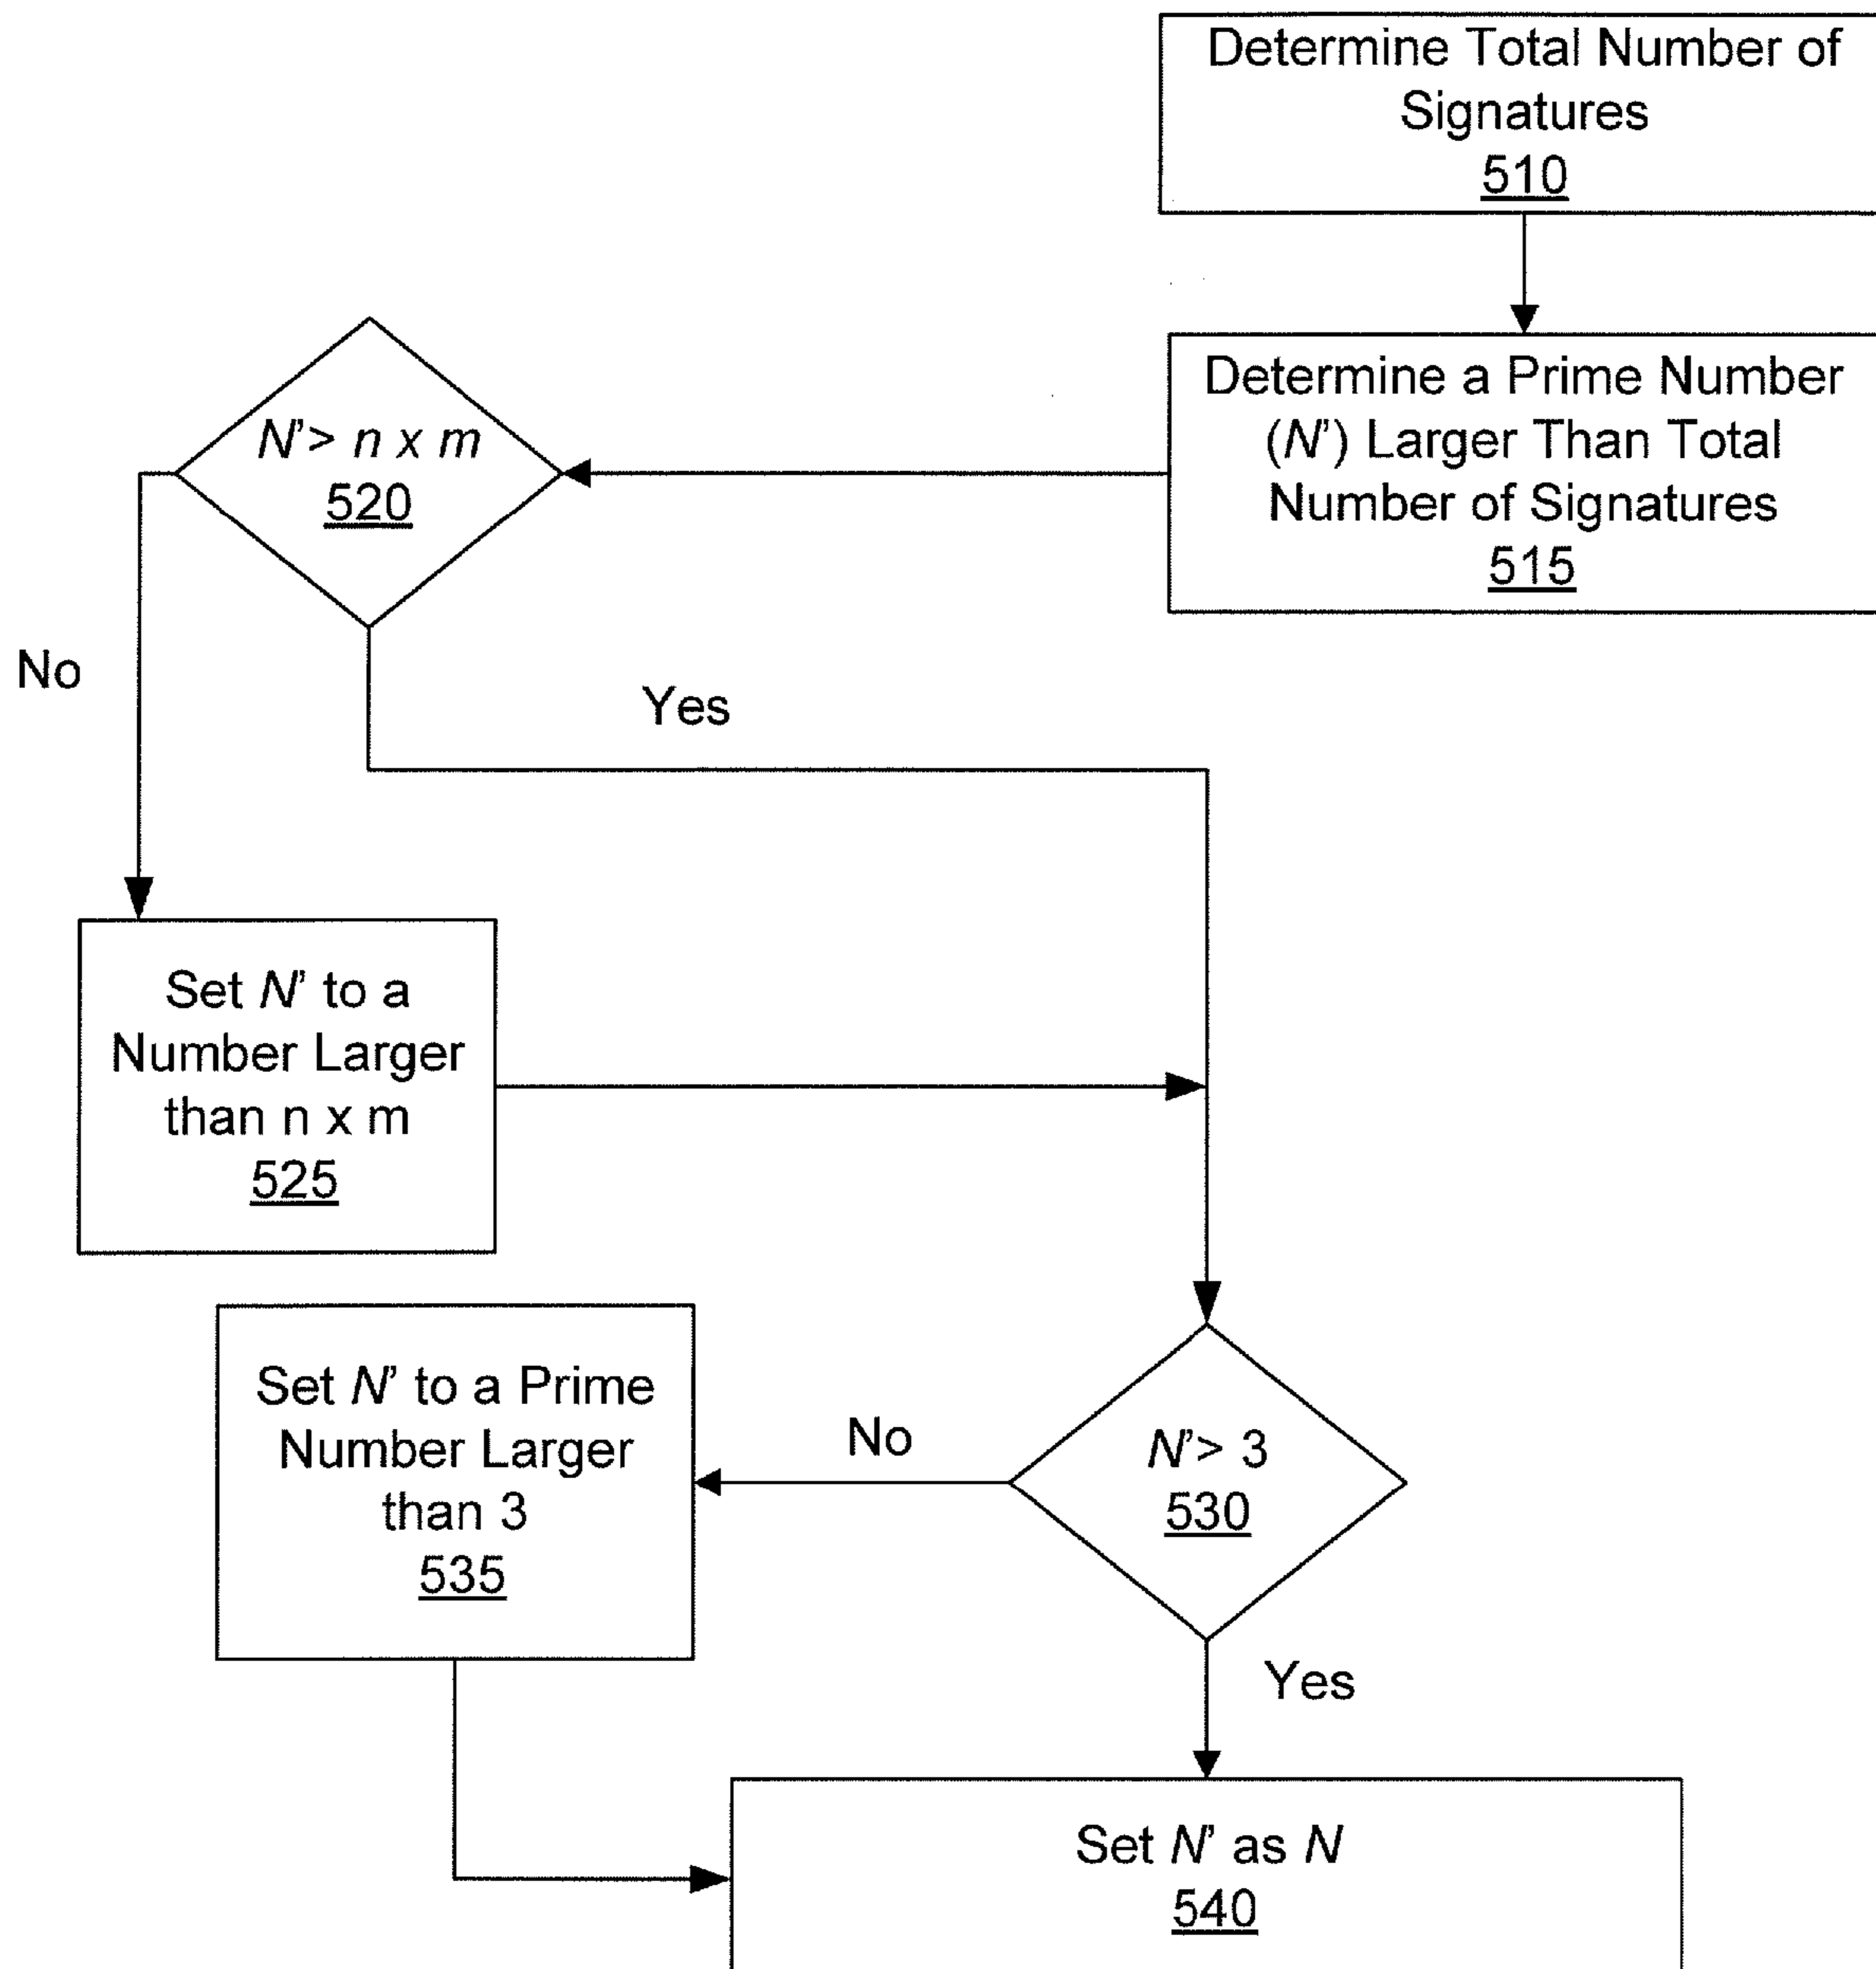 Determine Total Number of
Signatures
510
Determine a Prime Number
(N') Larger Than Total
Number of Signatures
515
N'> n x m
520
No
Yes
Set N' to a
Number Larger
than n x m
525
N'> 3
530
No
Set N' to a Prime
Number Larger
than 3
535
Yes
Set N' as N
540